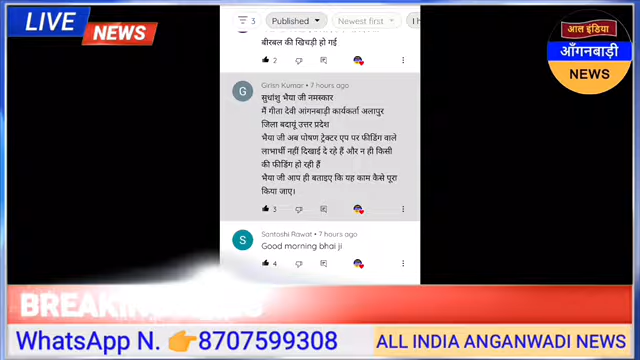 LIVE
NEWS
3
Published
Newest first
आल इंडिया
आँगनबाड़ी
NEWS
बीरबल की खिचड़ी हो गई
2
G
Girish Kumar • 7 hours ago
सुधांशु भैया जी नमस्कार
मैं गीता देवी आंगनबाड़ी कार्यकर्ता अलापुर
जिला बदायूं उत्तर प्रदेश
भैया जी अब पोषण ट्रेक्टर एप पर फीडिंग वाले
लाभार्थी नहीं दिखाई दे रहे हैं और न ही किसी
की फीडिंग हो रही हैं
भैया जी आप ही बताइए कि यह काम कैसे पूरा
किया जाए।
3
S
Santoshi Rawat • 7 hours ago
Good morning bhai ji
4
WhatsApp N. 👉8707599308
ALL INDIA ANGANWADI NEWS